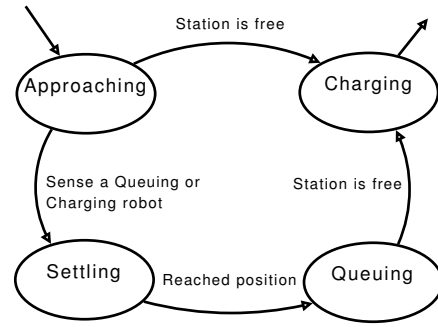 Station is free
Approaching
Charging
Sense a Queuing or
Charging robot
Station is free
Settling
Reached position
Queuing